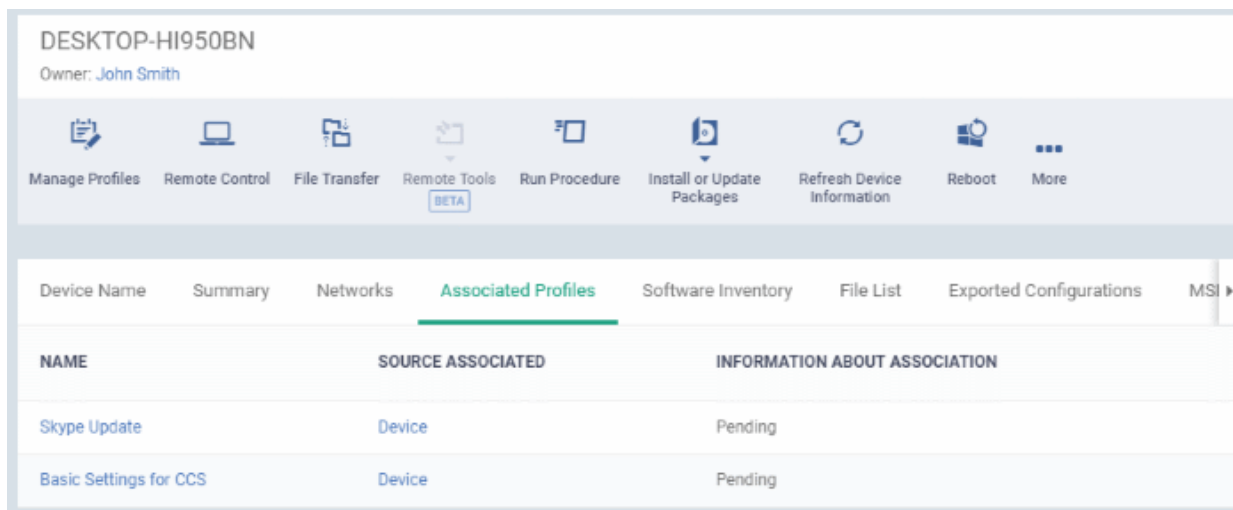 DESKTOP-HI950BN
Owner: John Smith
Manage Profiles
Remote Control
File Transfer
Remote Tools
BETA
Run Procedure
Install or Update
Packages
Refresh Device
Information
Reboot
More
Device Name
Summary
Networks
Associated Profiles
Software Inventory
File List
Exported Configurations
MSI
NAME
SOURCE ASSOCIATED
INFORMATION ABOUT ASSOCIATION
Skype Update
Device
Pending
Basic Settings for CCS
Device
Pending